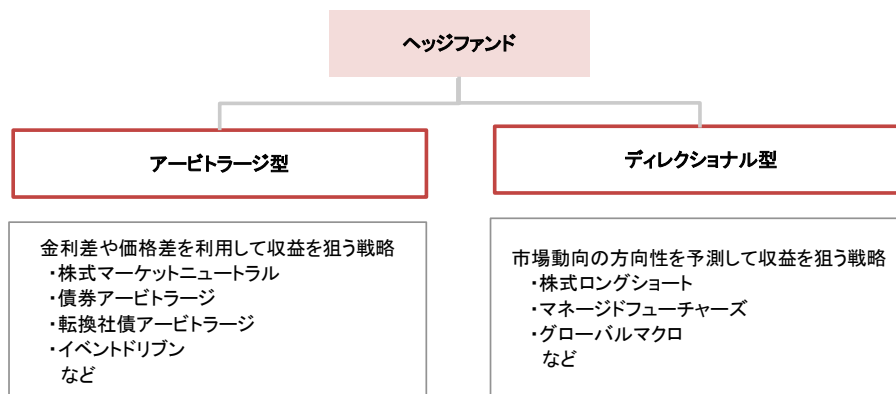 ヘッジファンド
アービトラージ型
ディレクショナル型
金利差や価格差を利用して収益を狙う戦略
・株式マーケットニュートラル
・債券アービトラージ
・転換社債アービトラージ
・イベントドリブン
など
市場動向の方向性を予測して収益を狙う戦略
・株式ロングショート
・マネージドフューチャーズ
・グローバルマクロ
など